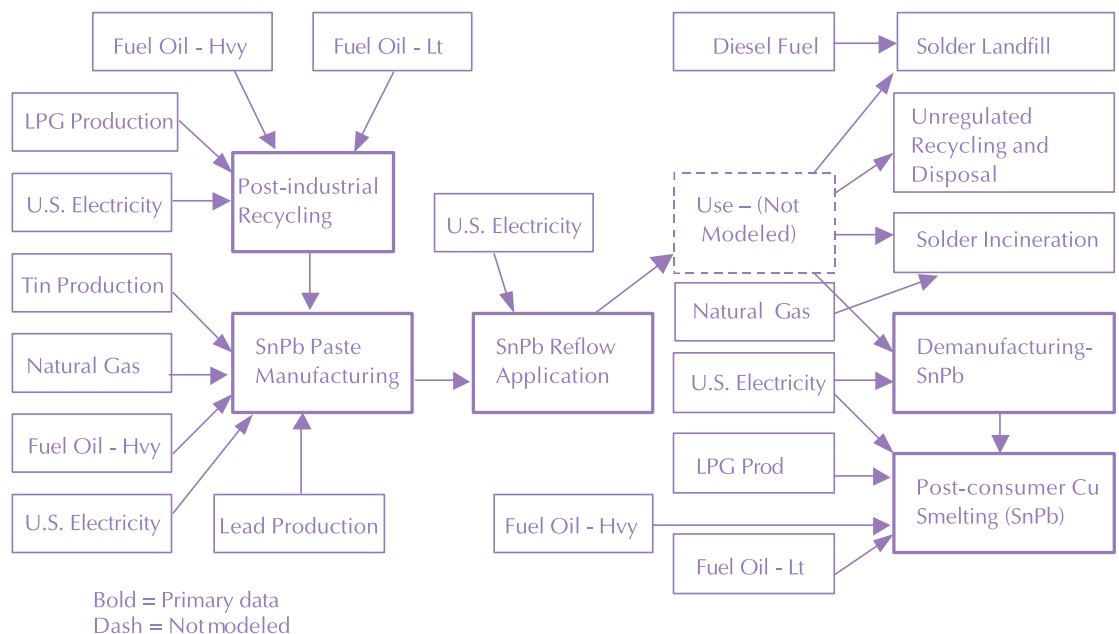 Fuel Oil - Hvy
Fuel Oil - Lt
LPG Production
U.S. Electricity
Post-industrial
Recycling
Tin Production
Natural Gas
Fuel Oil - Hvy
U.S. Electricity
SnPb Paste
Manufacturing
Lead Production
U.S. Electricity
SnPb Reflow
Application
Diesel Fuel
Solder Landfill
Use – (Not
Modeled)
Unregulated
Recycling and
Disposal
Solder Incineration
Natural Gas
U.S. Electricity
Demanufacturing-
SnPb
LPG Prod
Fuel Oil - Hvy
Fuel Oil - Lt
Post-consumer Cu
Smelting (SnPb)
Bold = Primary data
Dash = Not modeled